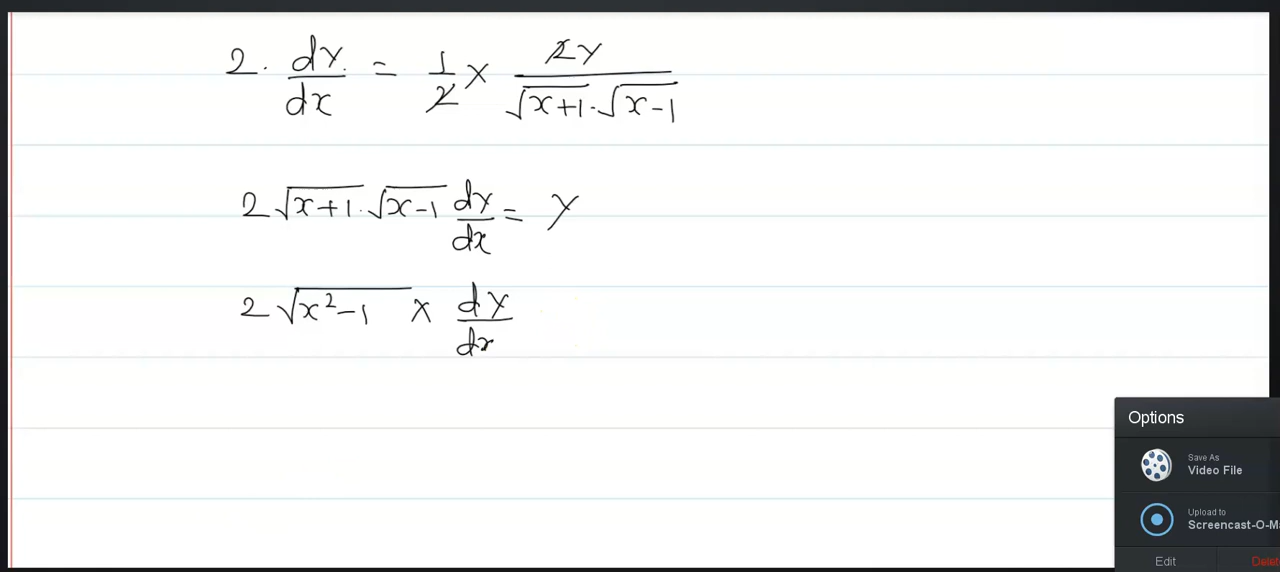 2. dy/dx = 1/2 × 2y/√x+1.√x-1
2√x+1.√x-1 dy/dx = y
2√x²-1 × dy/dx
Options
Save As
Video File
Upload to
Screencast-O-M
Edit